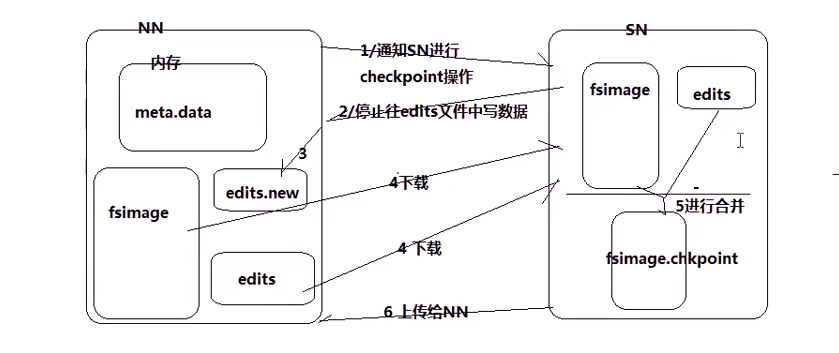 NN
SN
内存
meta.data
1/通知SN进行
checkpoint操作
2/停止往edits文件中写数据
fsimage
edits
3
edits.new
4下载
fsimage
5进行合并
4 下载
edits
fsimage.chkpoint
6 上传给NN